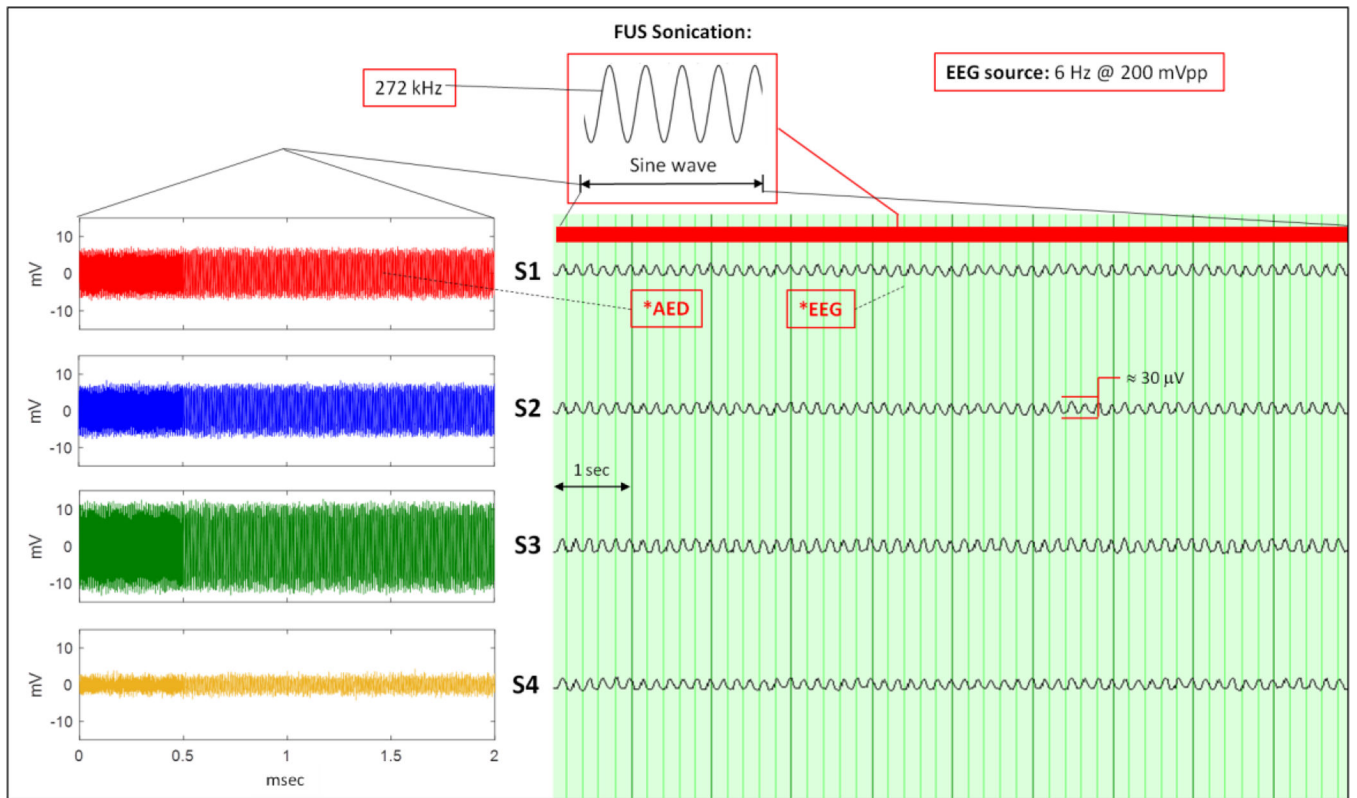 FUS Sonication:
272 kHz
EEG source: 6 Hz @ 200 mVpp
Sine wave
10
0
-10
mV
S1
*AED
*EEG
10
0
-10
mV
S2
≈ 30 µV
1 sec
10
0
-10
mV
S3
10
0
-10
mV
S4
0 0.5 1 1.5 2
msec